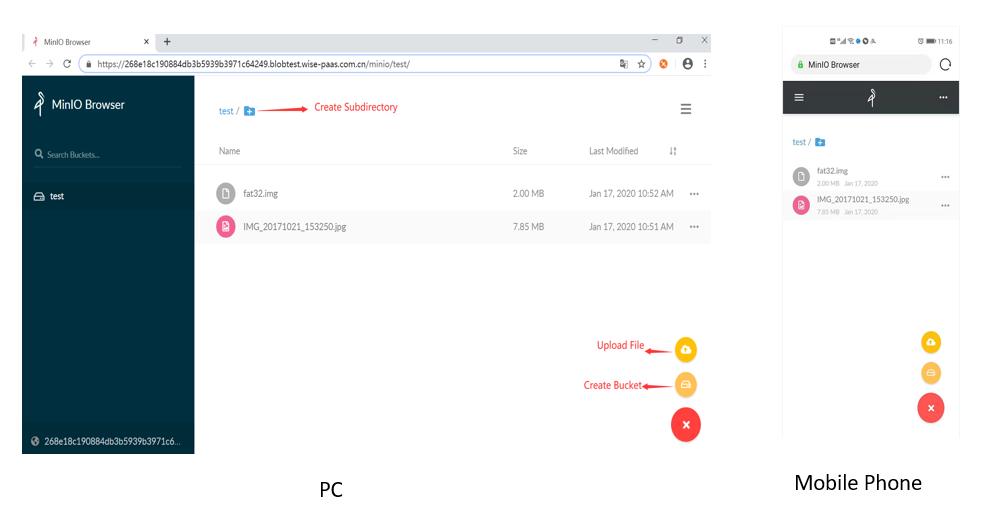 MinIO Browser
https://268e18c190884db3b5939b3971c64249.blobtest.wise-paas.com.cn/minio/test/
MinIO Browser
Search Buckets...
test
268e18c190884db3b5939b3971c6...
test /
Create Subdirectory
Name Size Last Modified
fat32.img 2.00 MB Jan 17, 2020 10:52 AM
IMG_20171021_153250.jpg 7.85 MB Jan 17, 2020 10:51 AM
Upload File
Create Bucket
PC
11:16
MinIO Browser
test /
fat32.img
2.00 MB Jan 17, 2020
IMG_20171021_153250.jpg
7.85 MB Jan 17, 2020
Mobile Phone